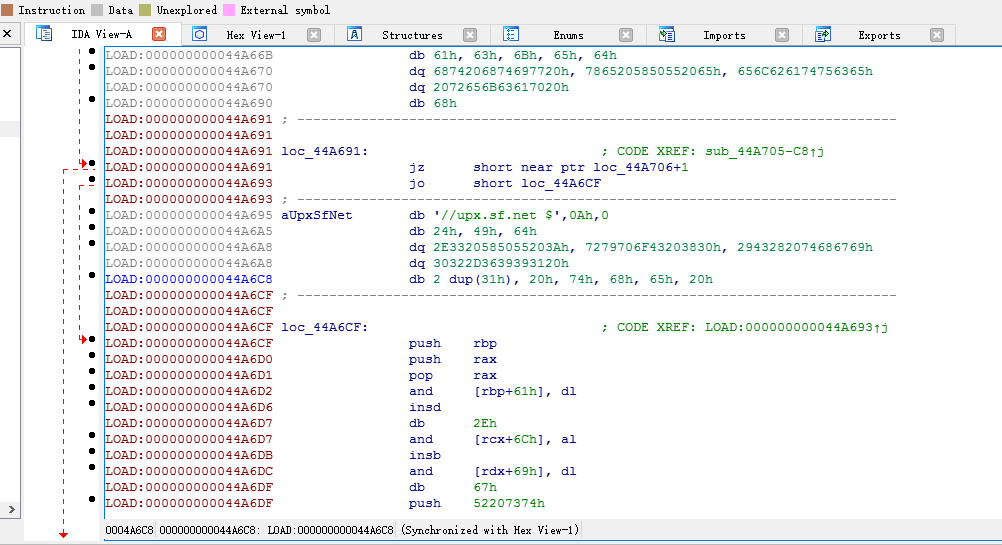 Instruction Data Unexplored External symbol
IDA View-A Hex View-1 Structures Enums Imports Exports
LOAD:000000000044A66B db 61h, 63h, 6Bh, 65h, 64h
LOAD:000000000044A670 dq 6874206874697720h, 7865205850552065h, 656C626174756365h
LOAD:000000000044A670 dq 2072656B63617020h
LOAD:000000000044A690 db 68h
LOAD:000000000044A691 ; ---------------------------------------------------------------------------
LOAD:000000000044A691
LOAD:000000000044A691 loc_44A691: ; CODE XREF: sub_44A705-C8↑j
LOAD:000000000044A691 jz short near ptr loc_44A706+1
LOAD:000000000044A693 jo short loc_44A6CF
LOAD:000000000044A693 ; ---------------------------------------------------------------------------
LOAD:000000000044A695 aUpxSfNet db '//upx.sf.net $',0Ah,0
LOAD:000000000044A6A5 db 24h, 49h, 64h
LOAD:000000000044A6A8 dq 2E3320585055203Ah, 7279706F43203830h, 2943282074686769h
LOAD:000000000044A6A8 dq 30322D3639393120h
LOAD:000000000044A6C8 db 2 dup(31h), 20h, 74h, 68h, 65h, 20h
LOAD:000000000044A6CF ; ---------------------------------------------------------------------------
LOAD:000000000044A6CF
LOAD:000000000044A6CF loc_44A6CF: ; CODE XREF: LOAD:000000000044A693↑j
LOAD:000000000044A6CF push rbp
LOAD:000000000044A6D0 push rax
LOAD:000000000044A6D1 pop rax
LOAD:000000000044A6D2 and [rbp+61h], dl
LOAD:000000000044A6D6 insd
LOAD:000000000044A6D7 db 2Eh
LOAD:000000000044A6D7 and [rcx+6Ch], al
LOAD:000000000044A6DB insb
LOAD:000000000044A6DC and [rdx+69h], dl
LOAD:000000000044A6DF db 67h
LOAD:000000000044A6DF push 52207374h
0004A6C8 000000000044A6C8: LOAD:000000000044A6C8 (Synchronized with Hex View-1)